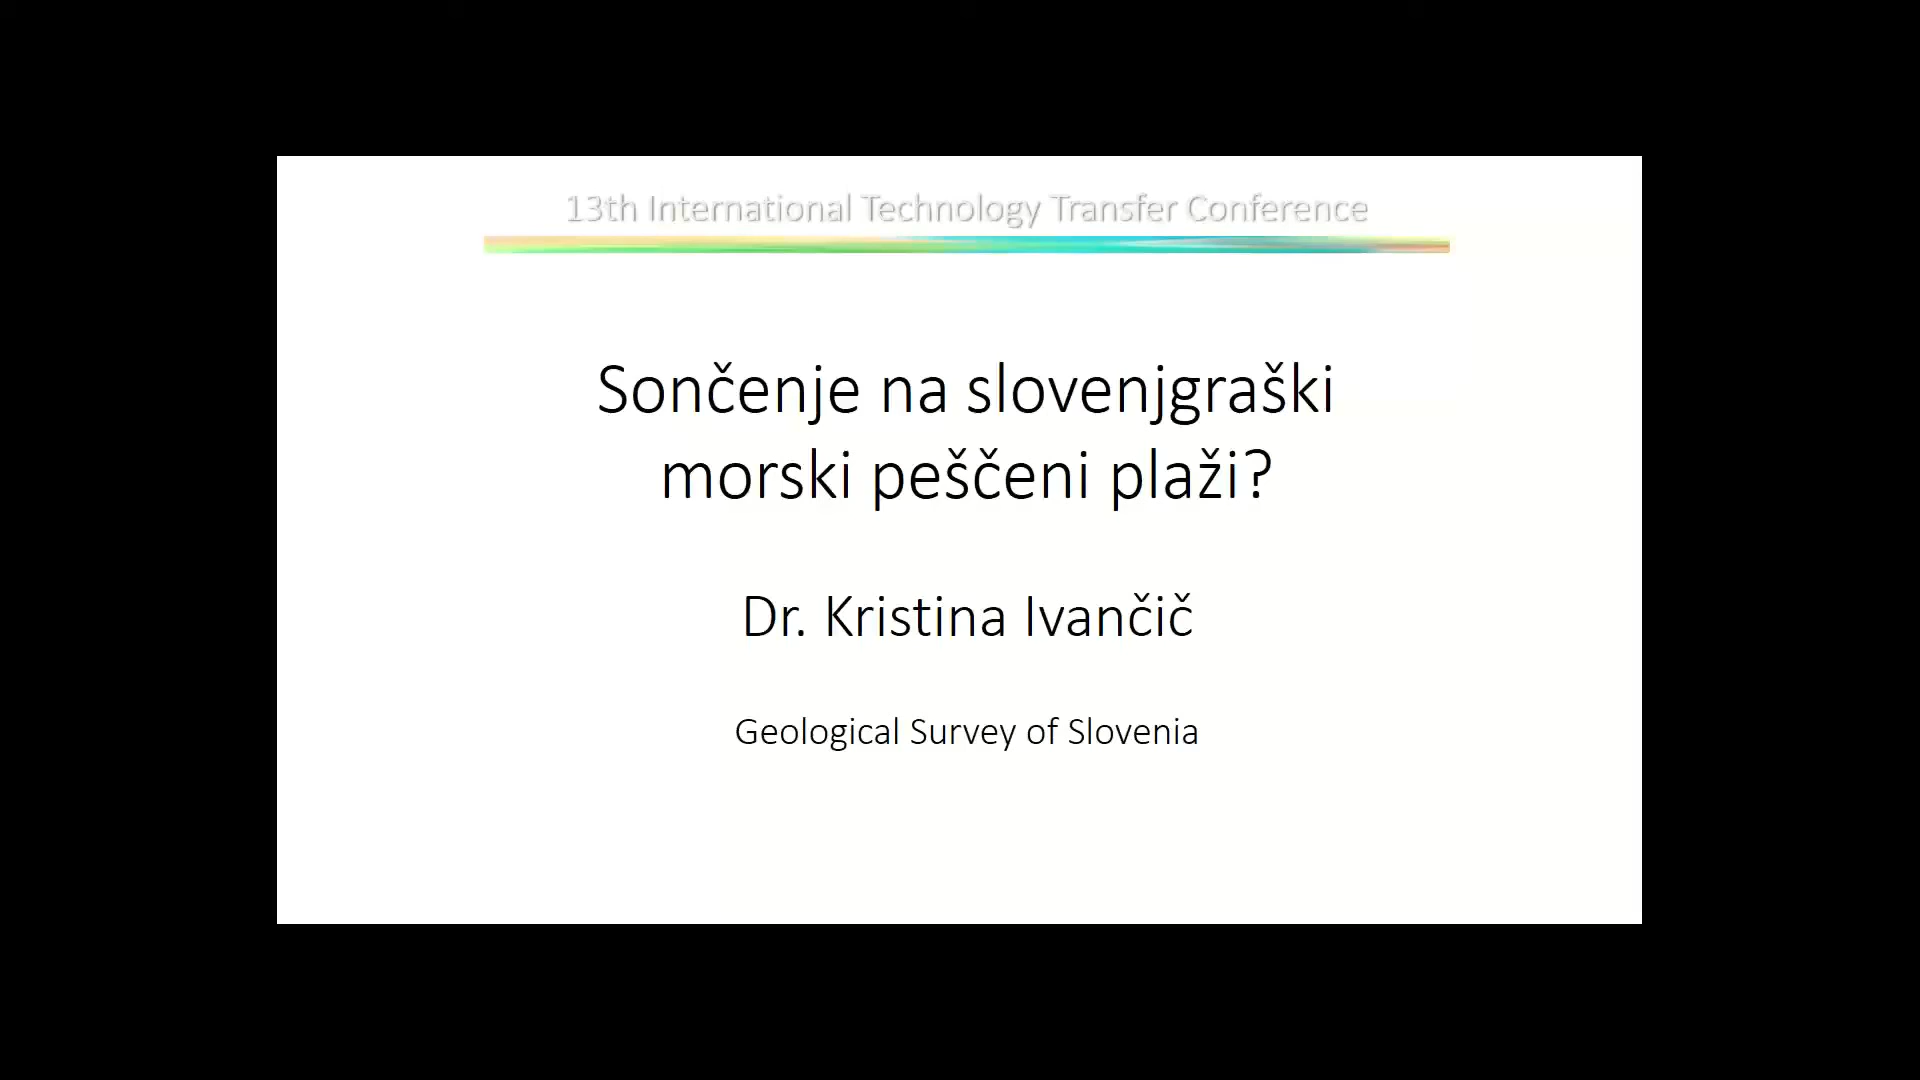 13th International Technology Transfer Conference
Sončenje na slovenjgraški
morski peščeni plaži?
Dr. Kristina Ivančič
Geological Survey of Slovenia